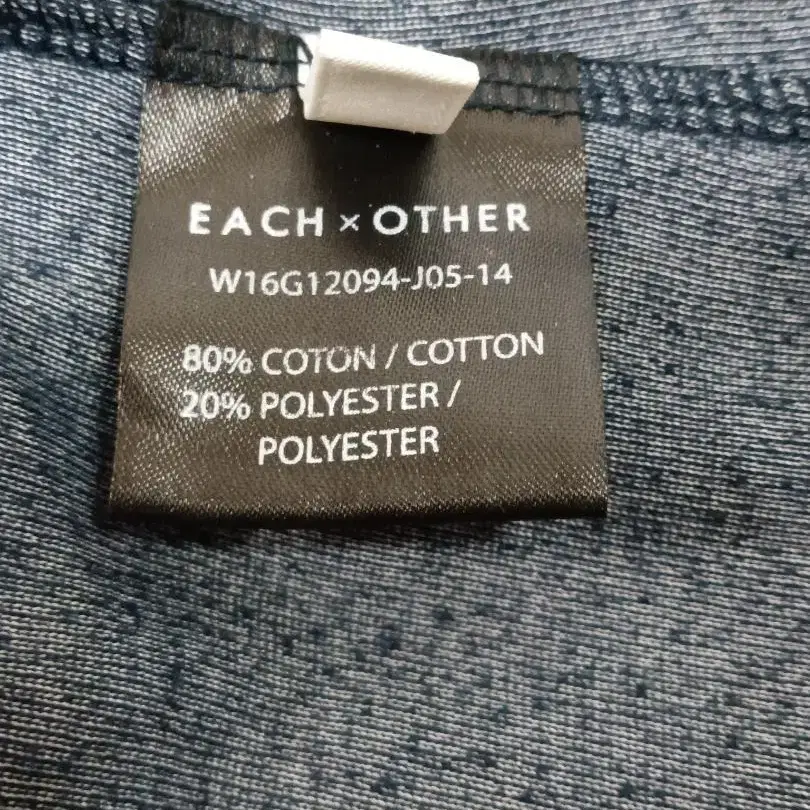 EACH × OTHER
W16G12094-J05-14
80% COTON / COTTON
20% POLYESTER /
POLYESTER